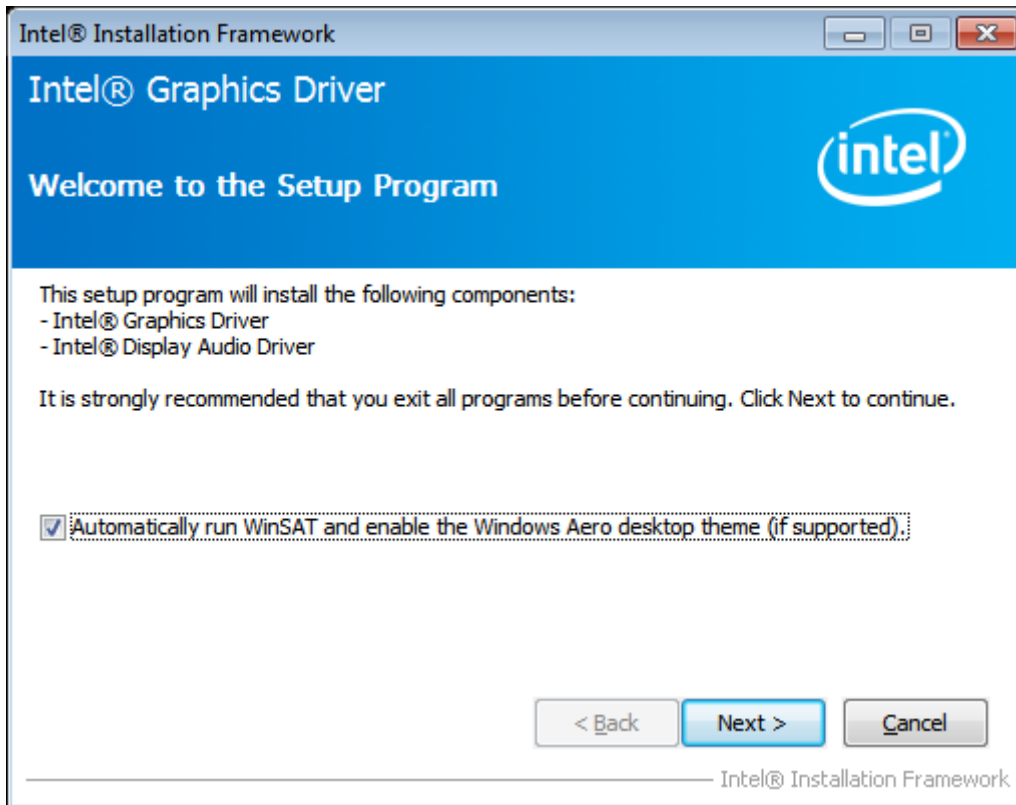 Intel® Installation Framework
Intel® Graphics Driver
intel
Welcome to the Setup Program
This setup program will install the following components:
- Intel® Graphics Driver
- Intel® Display Audio Driver
It is strongly recommended that you exit all programs before continuing. Click Next to continue.
Automatically run WinSAT and enable the Windows Aero desktop theme (if supported).
< Back Next > Cancel
Intel® Installation Framework